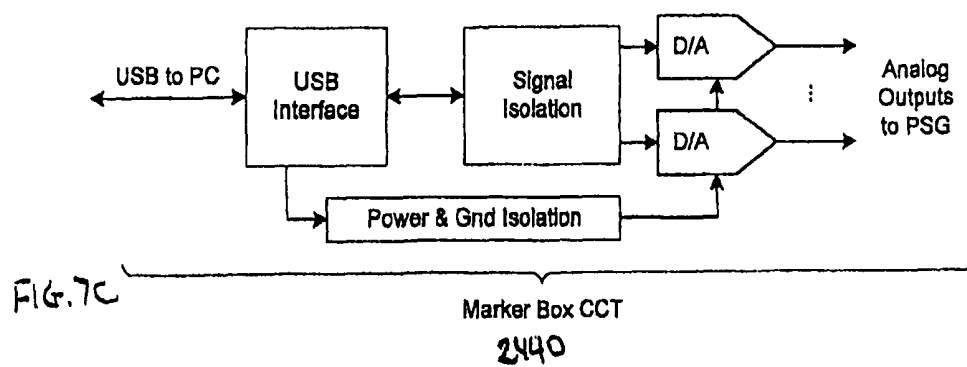 USB to PC
USB
Interface
Signal
Isolation
D/A
D/A
Analog
Outputs
to PSG
Power & Gnd Isolation
FIG.7C
Marker Box CCT
2440